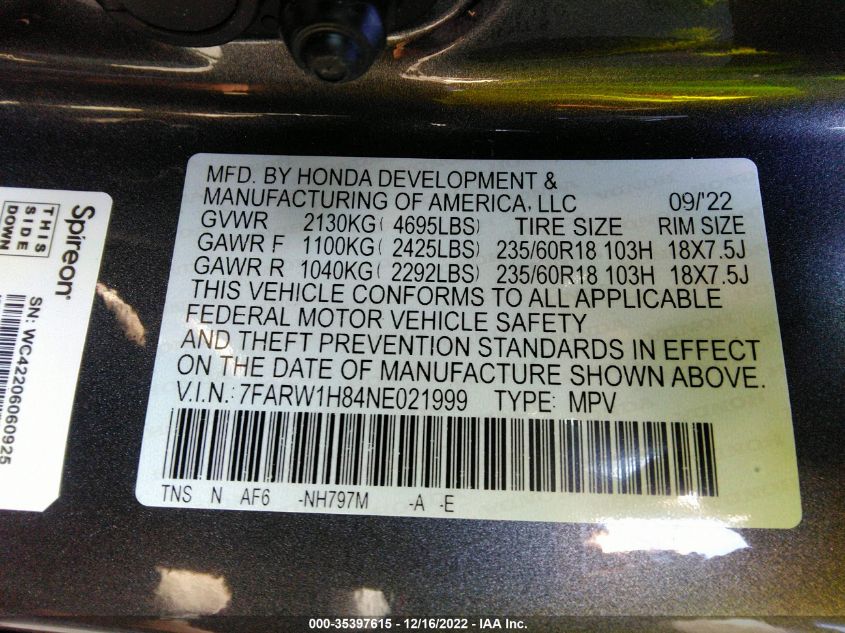 MFD. BY HONDA DEVELOPMENT &
MANUFACTURING OF AMERICA, LLC 09/'22
GVWR 2130KG( 4695LBS) TIRE SIZE RIM SIZE
GAWR F 1100KG( 2425LBS) 235/60R18 103H 18X7.5J
GAWR R 1040KG( 2292LBS) 235/60R18 103H 18X7.5J
THIS VEHICLE CONFORMS TO ALL APPLICABLE
FEDERAL MOTOR VEHICLE SAFETY
AND THEFT PREVENTION STANDARDS IN EFFECT
ON THE DATE OF MANUFACTURE SHOWN ABOVE.
V.I.N.: 7FARW1H84NE021999 TYPE: MPV
TNS N AF6 -NH797M -A -E
Spireon
THIS
SIDE
DOWN
SN: WC42206060925
000-35397615 - 12/16/2022 - IAA Inc.